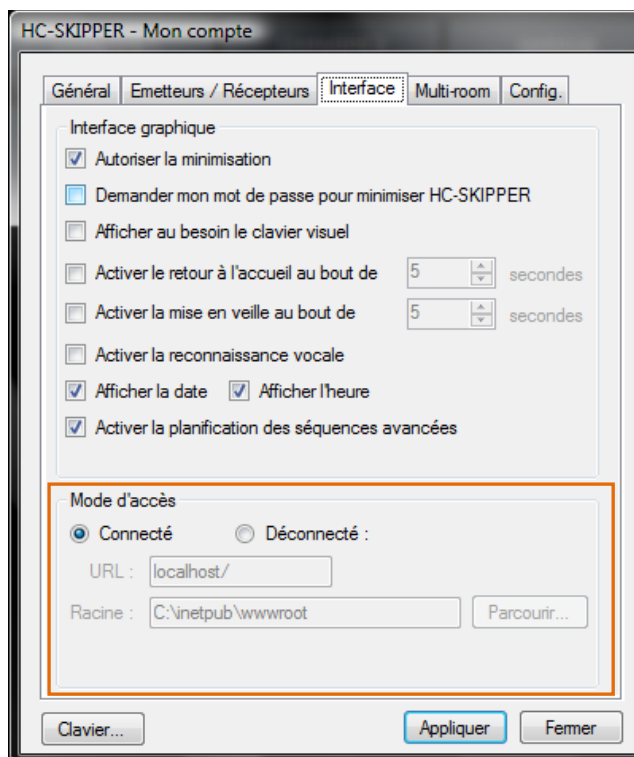 HC-SKIPPER - Mon compte
Général Emetteurs / Récepteurs Interface Multi-room Config.
Interface graphique
Autoriser la minimisation
Demander mon mot de passe pour minimiser HC-SKIPPER
Afficher au besoin le clavier visuel
Activer le retour à l'accueil au bout de 5 secondes
Activer la mise en veille au bout de 5 secondes
Activer la reconnaissance vocale
Afficher la date Afficher l'heure
Activer la planification des séquences avancées
Mode d'accès
Connecté Déconnecté :
URL : localhost/
Racine : C:\inetpub\wwwroot Parcourir...
Clavier... Appliquer Fermer